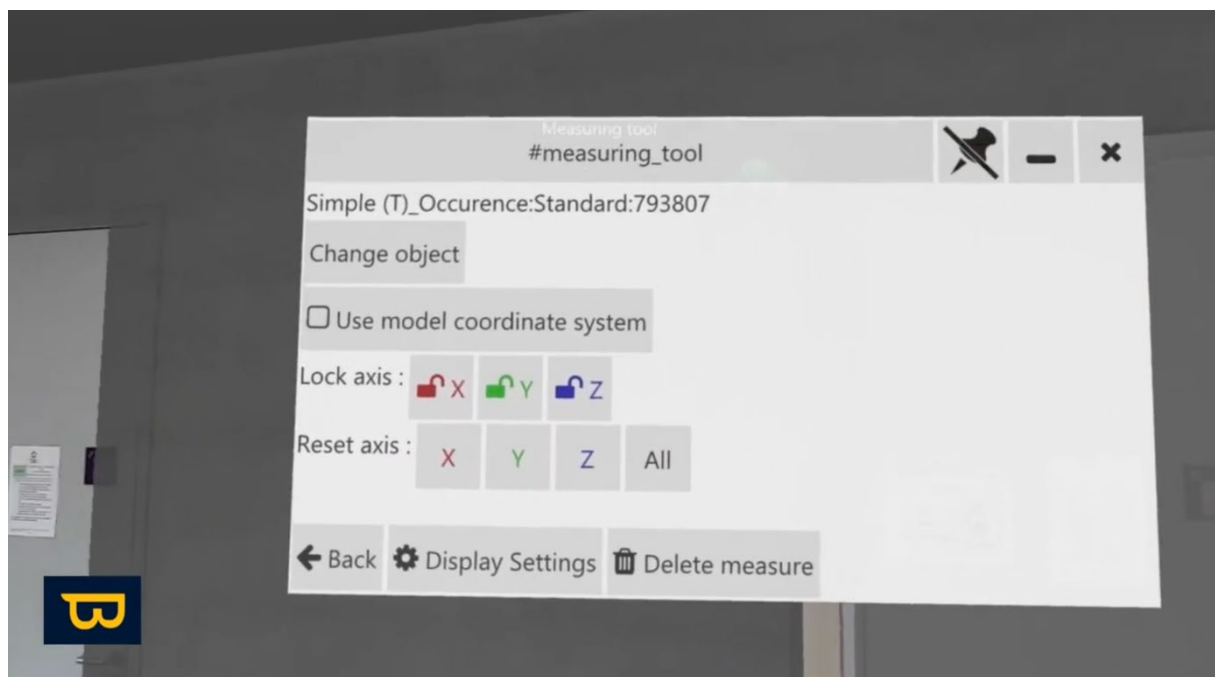 Measuring tool
#measuring_tool
Simple (T)_Occurence:Standard:793807
Change object
Use model coordinate system
Lock axis : X Y Z
Reset axis : X Y Z All
Back Display Settings Delete measure